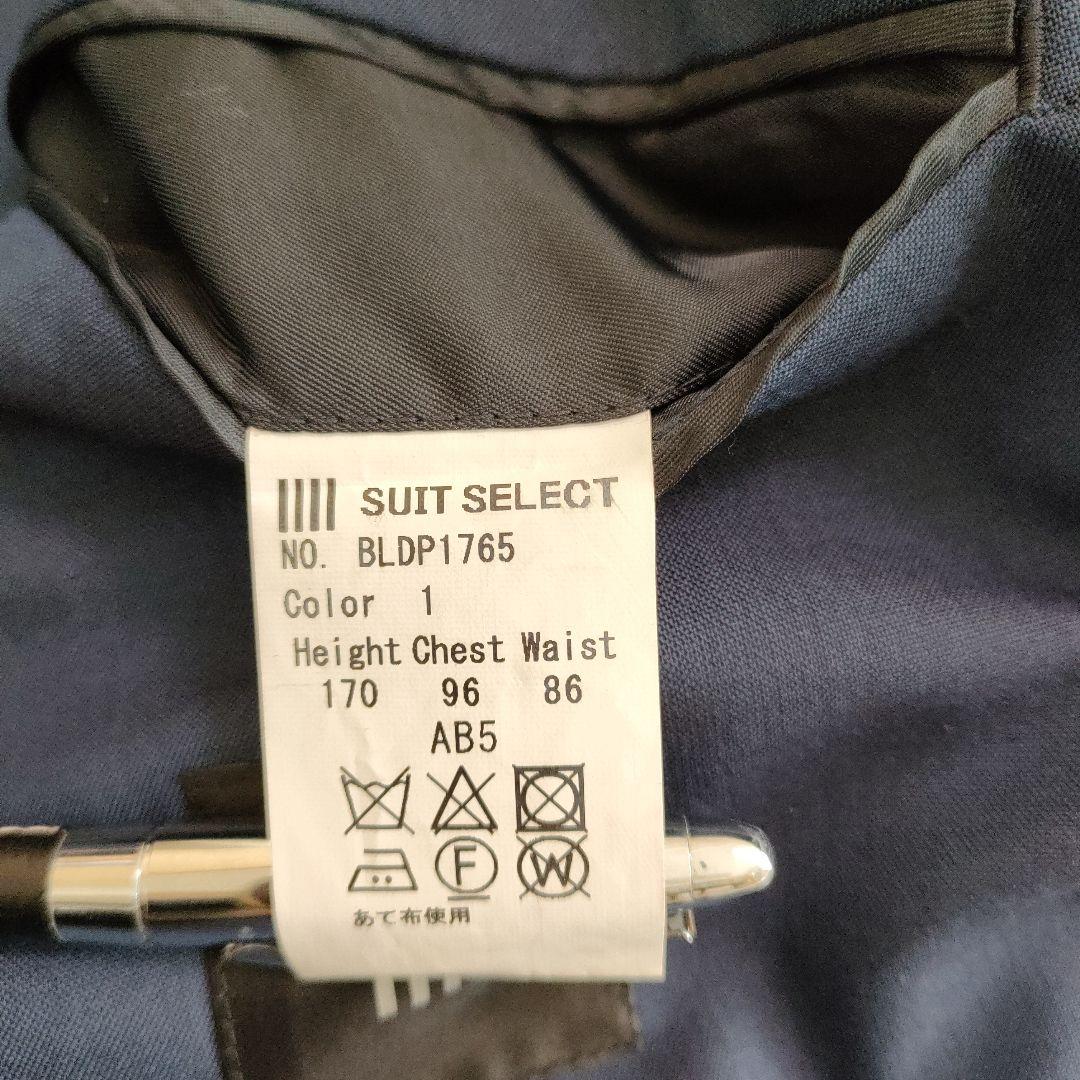 SUIT SELECT
NO. BLDP1765
Color 1
Height Chest Waist
170 96 86
AB5
F W
あて布使用